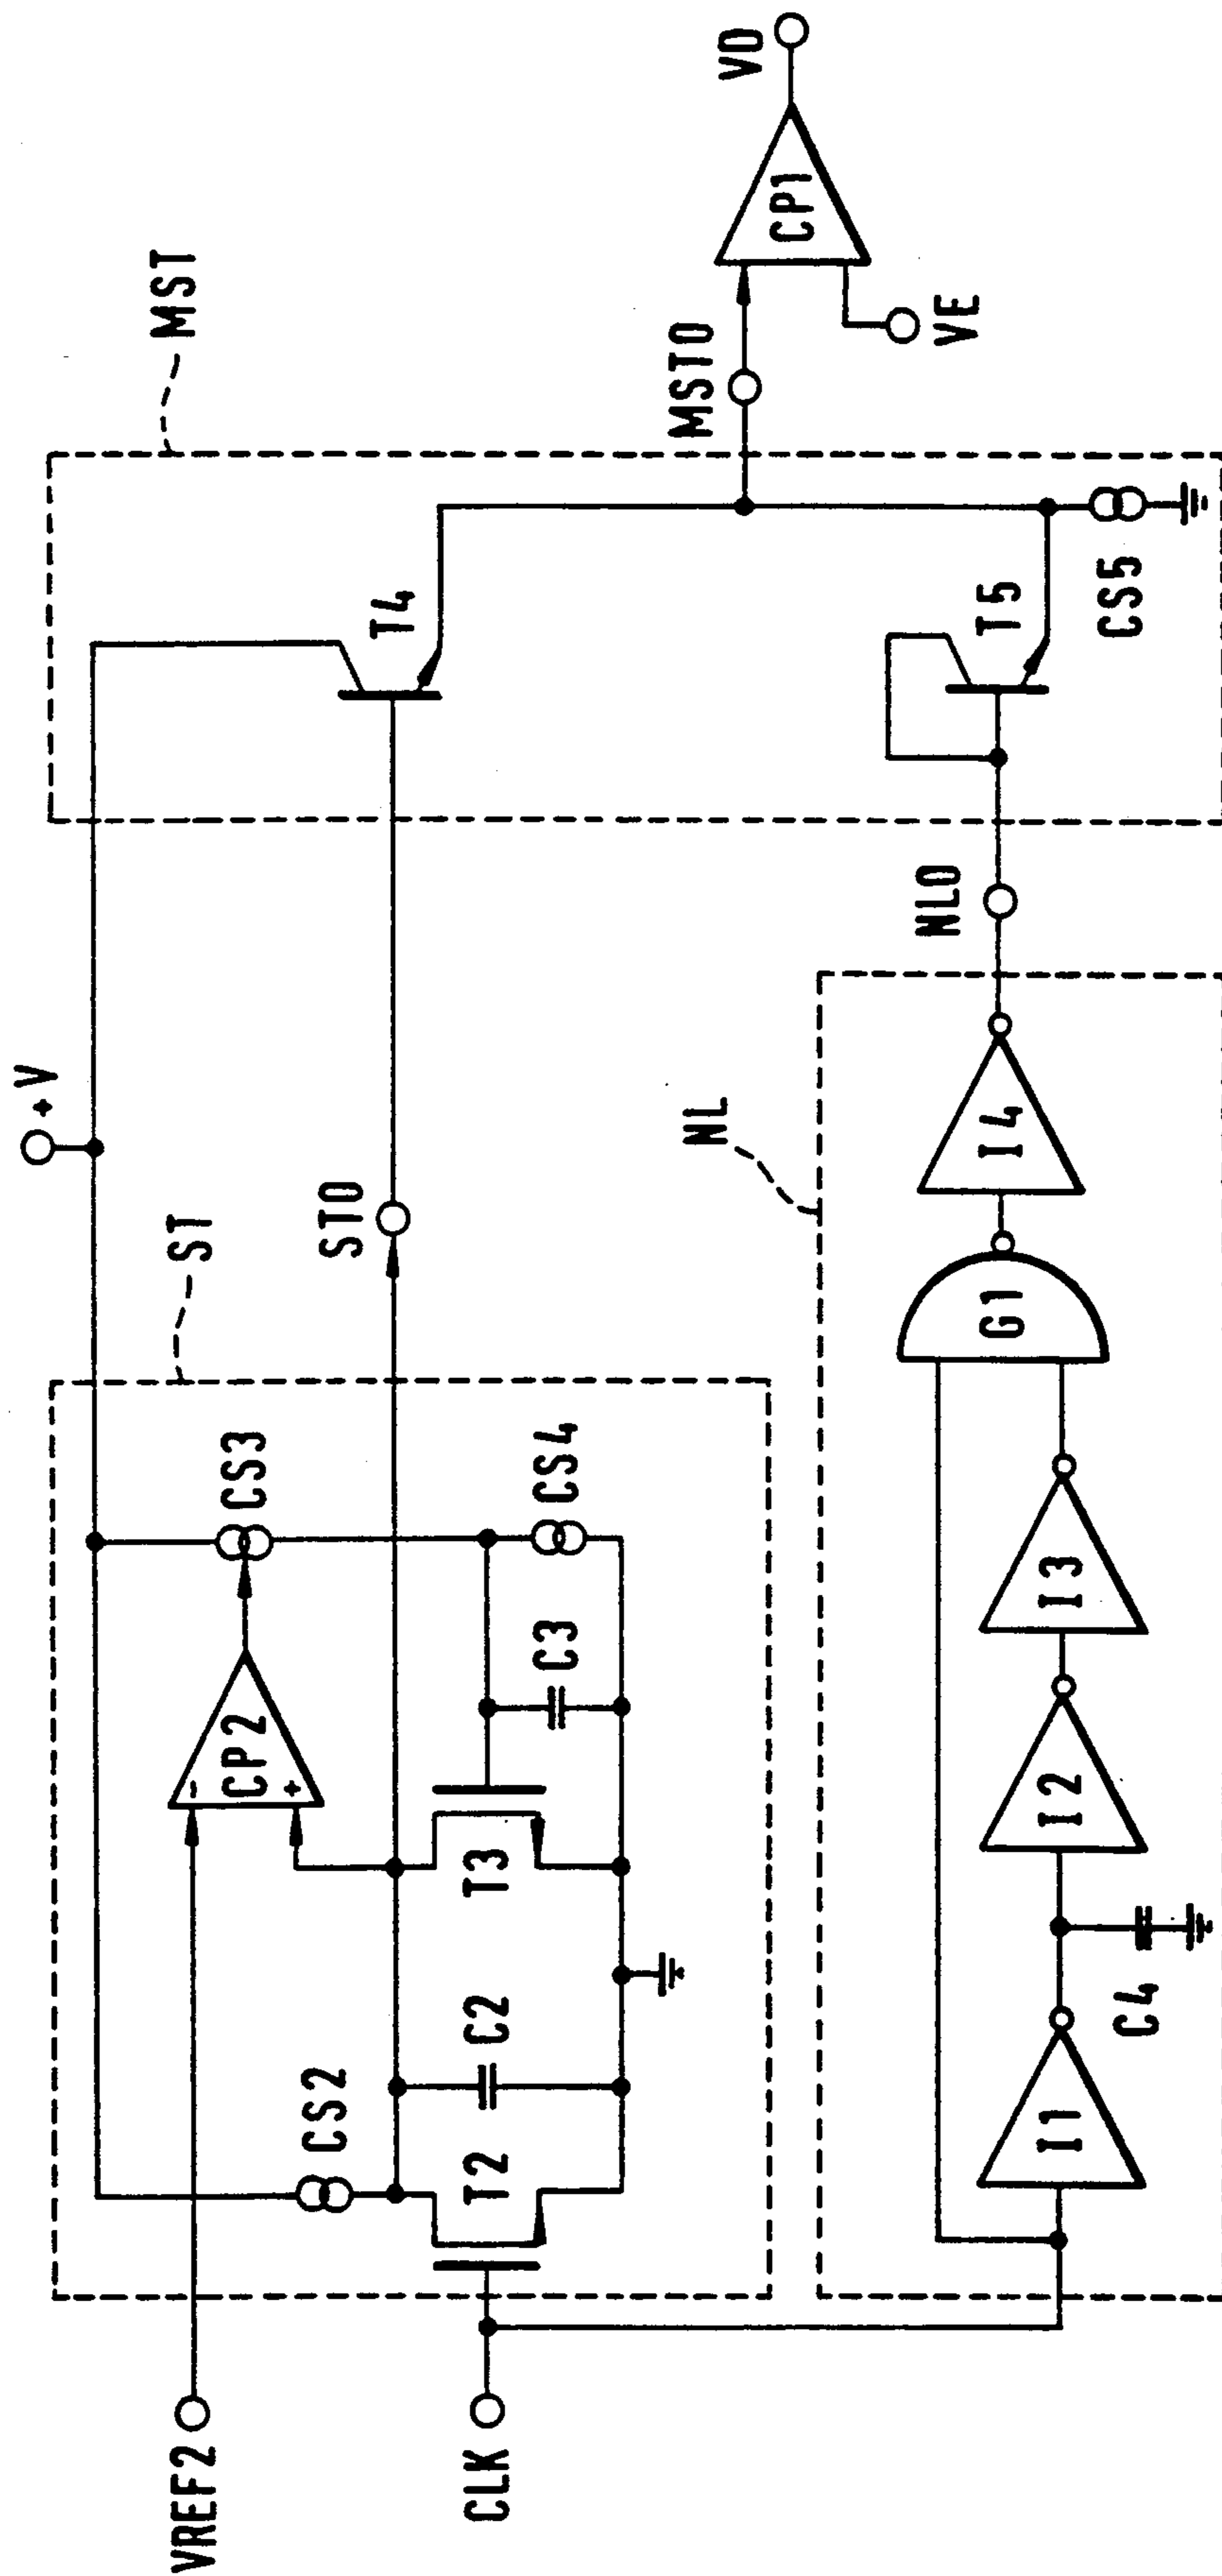 VREF2
CLK
ST
+V
MST
CS2
T2
C2
CP2
-
+
T3
C3
CS3
CS4
STO
T4
T5
CS5
MSTO
CP1
VE
VO
NL
I1
C4
I2
I3
G1
I4
NLO